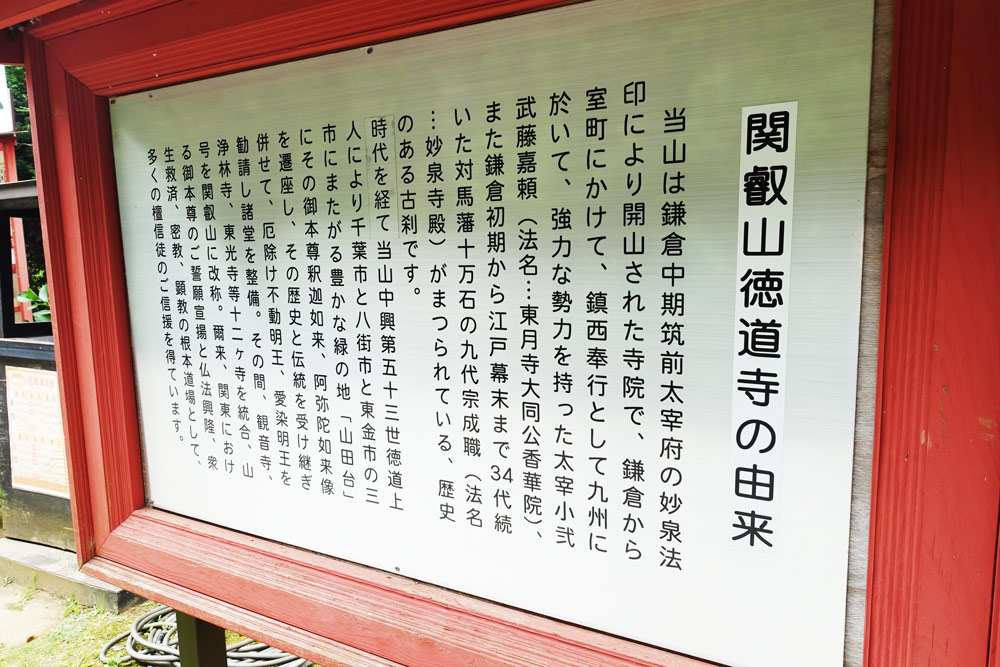 関叡山徳道寺の由来
当山は鎌倉中期筑前太宰府の妙泉法
印により開山された寺院で、鎌倉から
室町にかけて、鎮西奉行として九州に
於いて、強力な勢力を持った太宰小弐
武藤嘉頼（法名…東月寺大同公香華院）、
また鎌倉初期から江戸幕末まで34代続
いた対馬藩十万石の九代宗成職（法名
…妙泉寺殿）がまつられている、歴史
のある古刹です。
時代を経て当山中興第五十三世徳道上
人により千葉市と八街市と東金市の三
市にまたがる豊かな緑の地「山田台」
にその御本尊釈迦如来、阿弥陀如来像
を遷座し、その歴史と伝統を受け継ぎ
併せて、厄除け不動明王、愛染明王を
勧請し諸堂を整備。その間、観音寺、
浄林寺、東光寺等十二ヶ寺を統合、山
号を関叡山に改称。爾来、関東におけ
る御本尊のご誓願宣揚と仏法興隆、衆
生救済、密教、顕教の根本道場として、
多くの檀信徒のご信援を得ています。